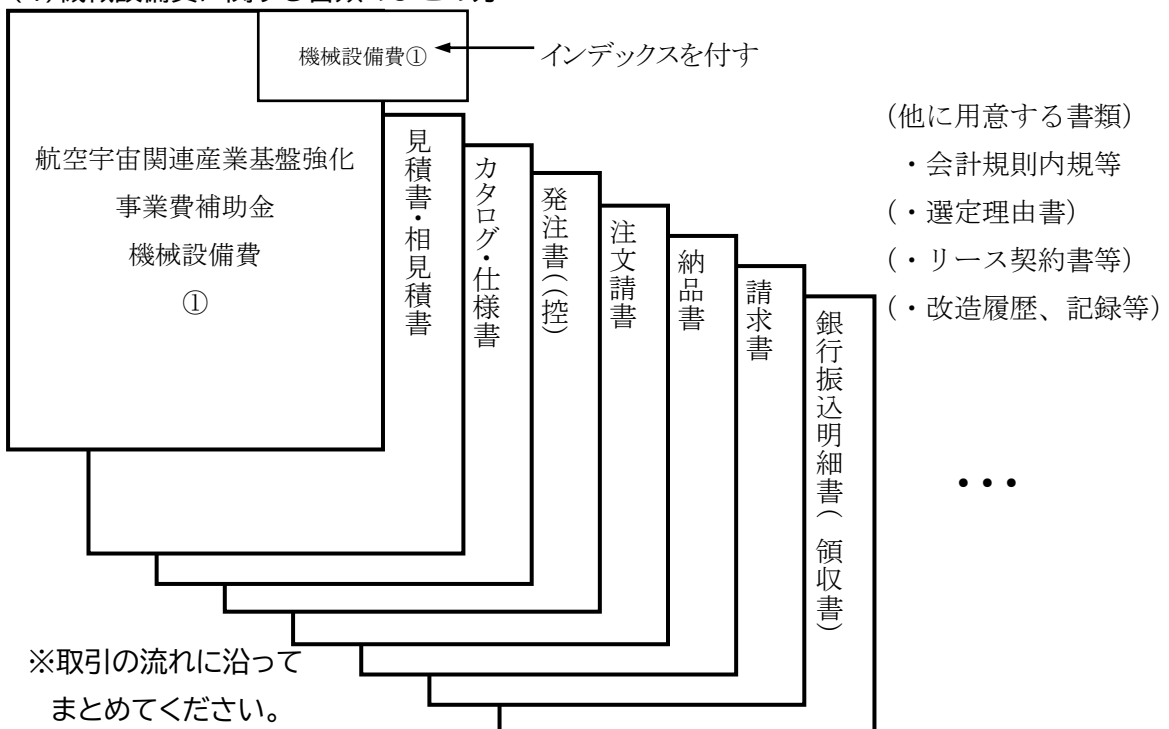 機械設備費①
インデックスを付す
航空宇宙関連産業基盤強化
事業費補助金
機械設備費
①
見積書・相見積書
カタログ・仕様書
発注書((控)
注文請書
納品書
請求書
銀行振込明細書( 領収書)
(他に用意する書類)
・会計規則内規等
(・選定理由書)
(・リース契約書等)
(・改造履歴、記録等)
・・・
※取引の流れに沿って
まとめてください。